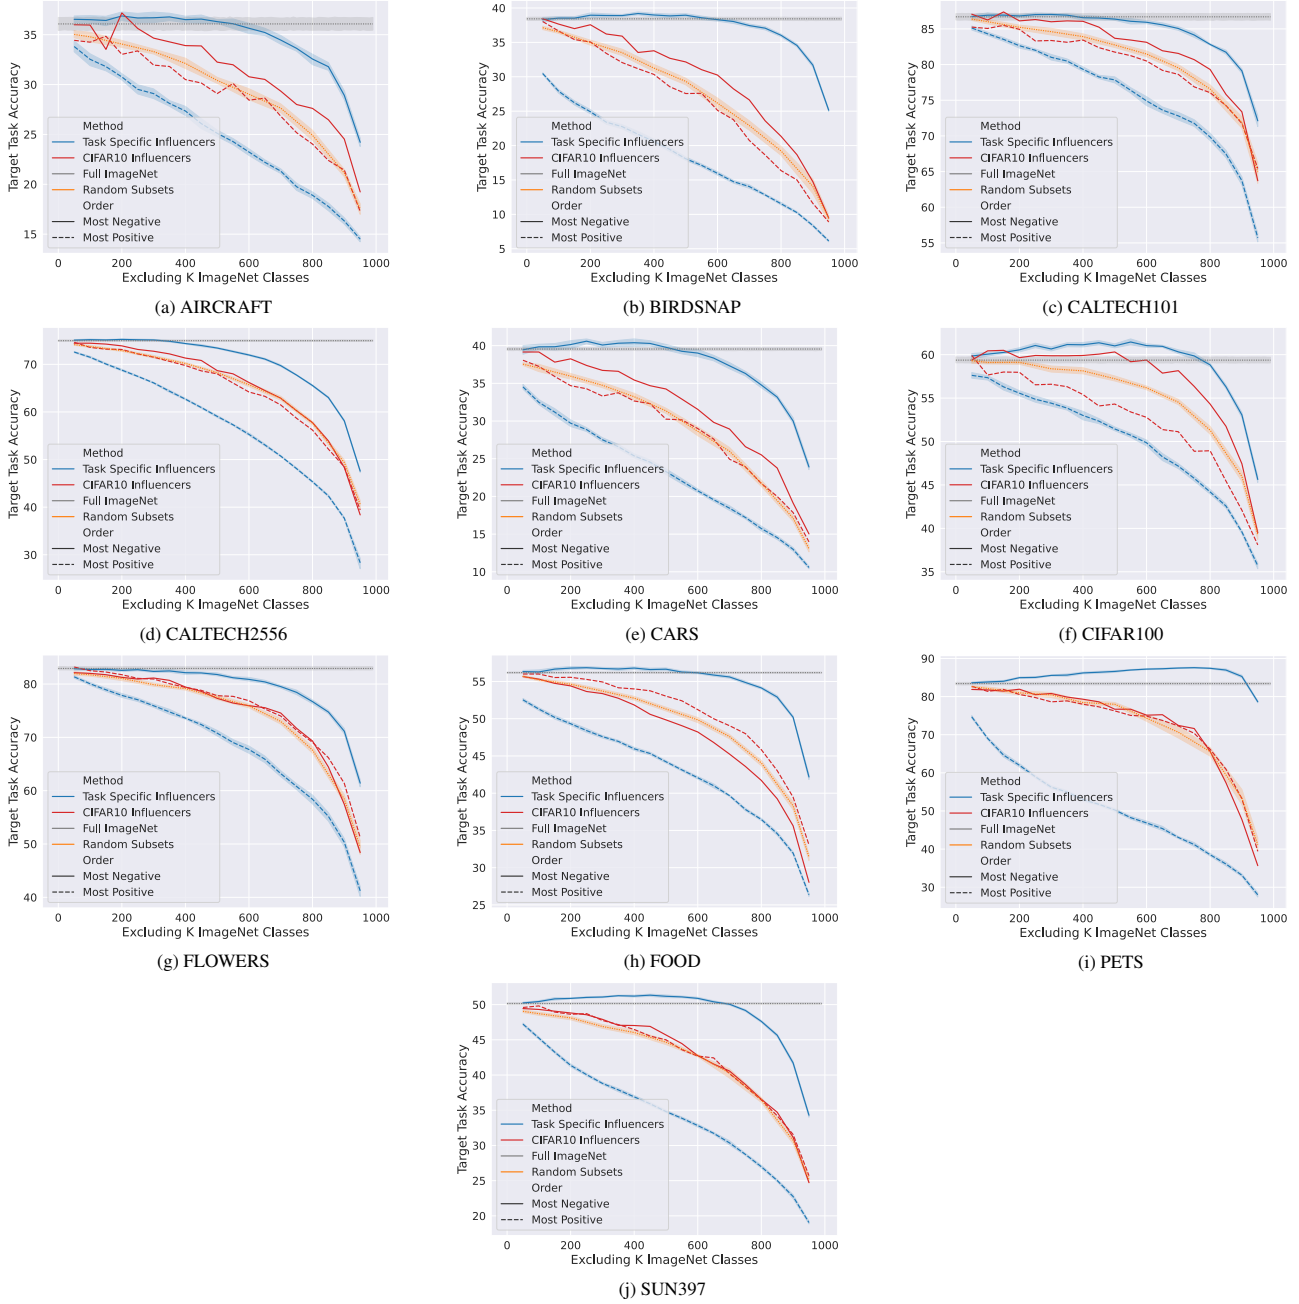 Target Task Accuracy
35
30
25
20
15
Method
Task Specific Influencers
CIFAR10 Influencers
Full ImageNet
Random Subsets
Order
Most Negative
Most Positive
0 200 400 600 800 1000
Excluding K ImageNet Classes
(a) AIRCRAFT
Target Task Accuracy
40
35
30
25
20
15
10
5
Method
Task Specific Influencers
CIFAR10 Influencers
Full ImageNet
Random Subsets
Order
Most Negative
Most Positive
0 200 400 600 800 1000
Excluding K ImageNet Classes
(b) BIRDSNAP
Target Task Accuracy
85
80
75
70
65
60
55
Method
Task Specific Influencers
CIFAR10 Influencers
Full ImageNet
Random Subsets
Order
Most Negative
Most Positive
0 200 400 600 800 1000
Excluding K ImageNet Classes
(c) CALTECH101
Target Task Accuracy
70
60
50
40
30
Method
Task Specific Influencers
CIFAR10 Influencers
Full ImageNet
Random Subsets
Order
Most Negative
Most Positive
0 200 400 600 800 1000
Excluding K ImageNet Classes
(d) CALTECH2556
Target Task Accuracy
40
35
30
25
20
15
10
Method
Task Specific Influencers
CIFAR10 Influencers
Full ImageNet
Random Subsets
Order
Most Negative
Most Positive
0 200 400 600 800 1000
Excluding K ImageNet Classes
(e) CARS
Target Task Accuracy
60
55
50
45
40
35
Method
Task Specific Influencers
CIFAR10 Influencers
Full ImageNet
Random Subsets
Order
Most Negative
Most Positive
0 200 400 600 800 1000
Excluding K ImageNet Classes
(f) CIFAR100
Target Task Accuracy
80
70
60
50
40
Method
Task Specific Influencers
CIFAR10 Influencers
Full ImageNet
Random Subsets
Order
Most Negative
Most Positive
0 200 400 600 800 1000
Excluding K ImageNet Classes
(g) FLOWERS
Target Task Accuracy
55
50
45
40
35
30
25
Method
Task Specific Influencers
CIFAR10 Influencers
Full ImageNet
Random Subsets
Order
Most Negative
Most Positive
0 200 400 600 800 1000
Excluding K ImageNet Classes
(h) FOOD
Target Task Accuracy
90
80
70
60
50
40
30
Method
Task Specific Influencers
CIFAR10 Influencers
Full ImageNet
Random Subsets
Order
Most Negative
Most Positive
0 200 400 600 800 1000
Excluding K ImageNet Classes
(i) PETS
Target Task Accuracy
50
45
40
35
30
25
20
Method
Task Specific Influencers
CIFAR10 Influencers
Full ImageNet
Random Subsets
Order
Most Negative
Most Positive
0 200 400 600 800 1000
Excluding K ImageNet Classes
(j) SUN397